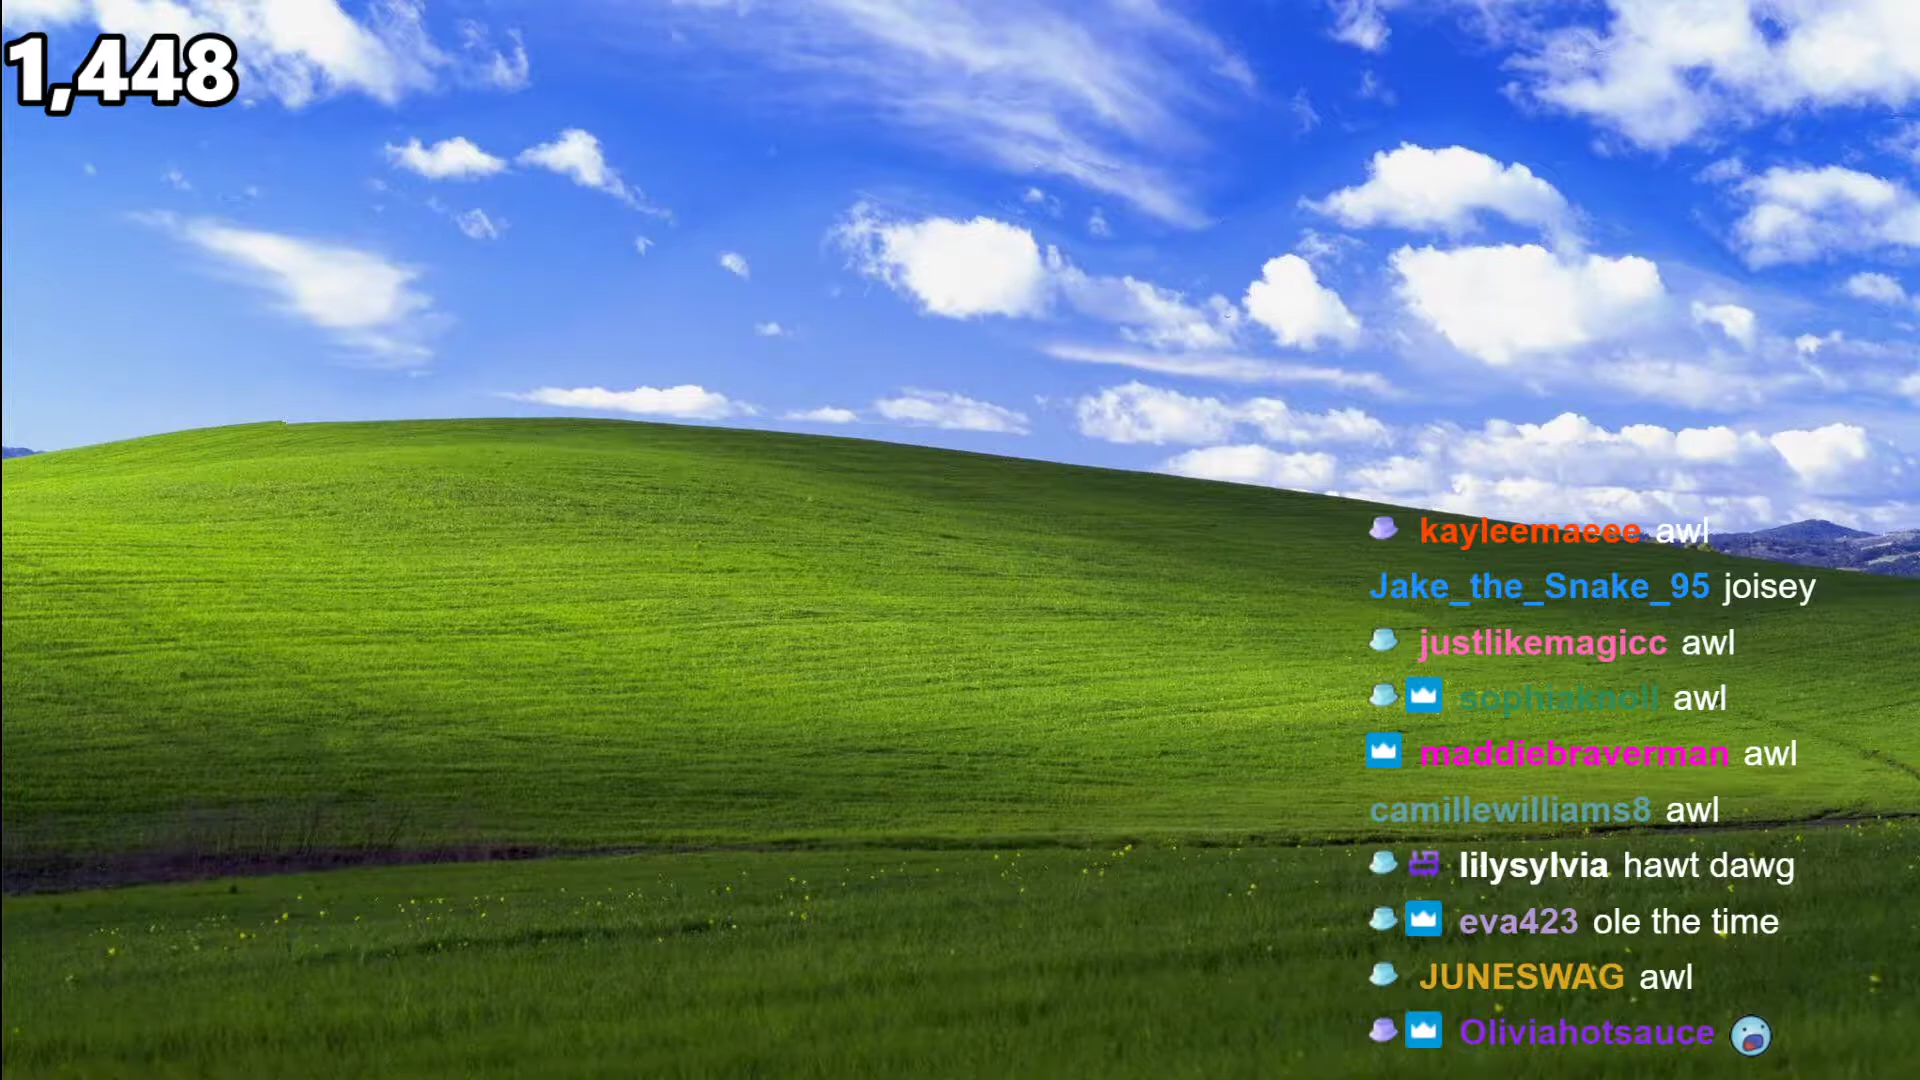 1,448
kayleemaeee awl
Jake_the_Snake_95 joisey
justlikemagicc awl
sophiaknoll awl
maddiebraverman awl
camillewilliams8 awl
lilysylvia hawt dawg
eva423 ole the time
JUNESWAG awl
Oliviahotsauce